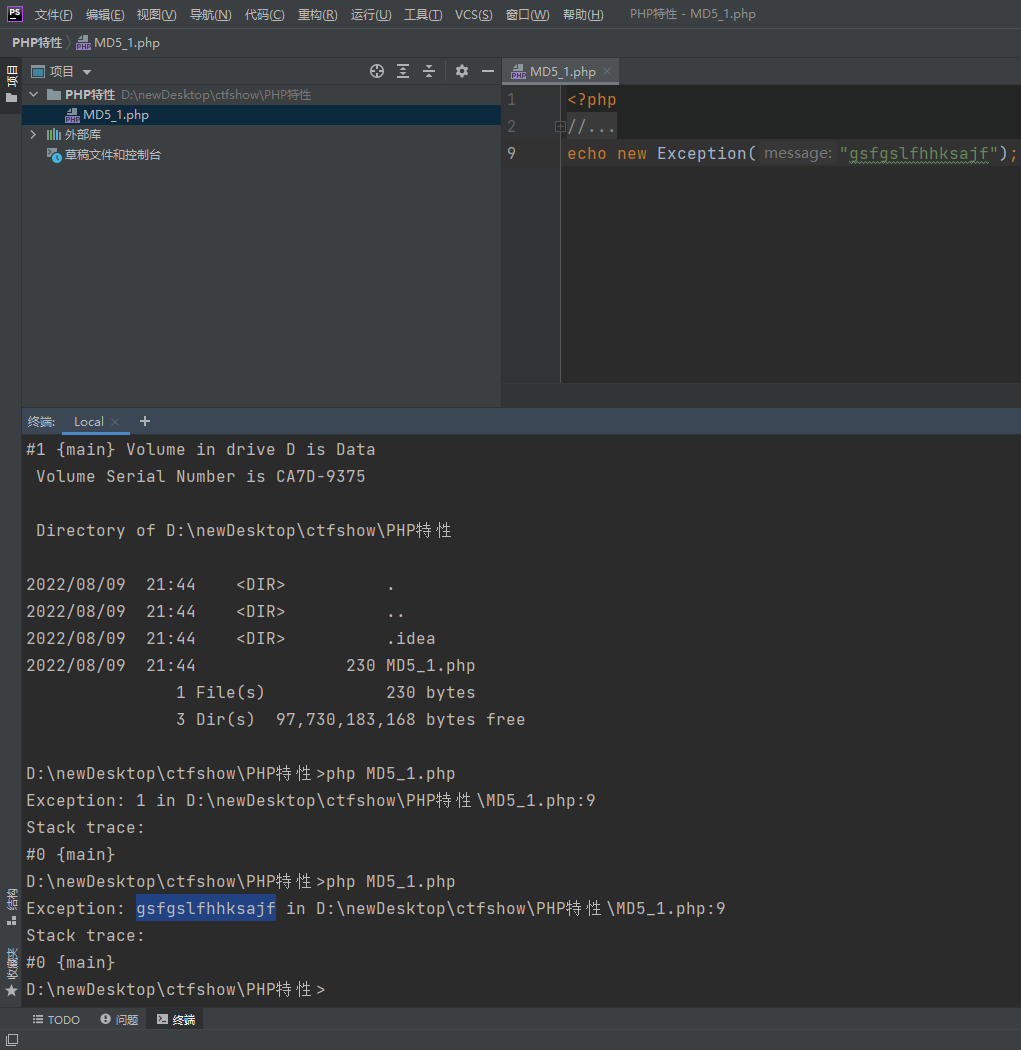 PS 文件(F) 编辑(E) 视图(V) 导航(N) 代码(C) 重构(R) 运行(U) 工具(T) VCS(S) 窗口(W) 帮助(H) PHP特性 - MD5_1.php
PHP特性 MD5_1.php
项目
项目
MD5_1.php
PHP特性 D:\newDesktop\ctfshow\PHP特性
MD5_1.php
外部库
草稿文件和控制台
1 <?php
2 //...
9 echo new Exception( message: "gsfgslfhhksajf");
终端: Local
#1 {main} Volume in drive D is Data
Volume Serial Number is CA7D-9375
Directory of D:\newDesktop\ctfshow\PHP特性
2022/08/09 21:44 <DIR> .
2022/08/09 21:44 <DIR> ..
2022/08/09 21:44 <DIR> .idea
2022/08/09 21:44 230 MD5_1.php
1 File(s) 230 bytes
3 Dir(s) 97,730,183,168 bytes free
D:\newDesktop\ctfshow\PHP特性>php MD5_1.php
Exception: 1 in D:\newDesktop\ctfshow\PHP特性\MD5_1.php:9
Stack trace:
#0 {main}
D:\newDesktop\ctfshow\PHP特性>php MD5_1.php
Exception: gsfgslfhhksajf in D:\newDesktop\ctfshow\PHP特性\MD5_1.php:9
Stack trace:
#0 {main}
D:\newDesktop\ctfshow\PHP特性>
结构
收藏夹
TODO 问题 终端